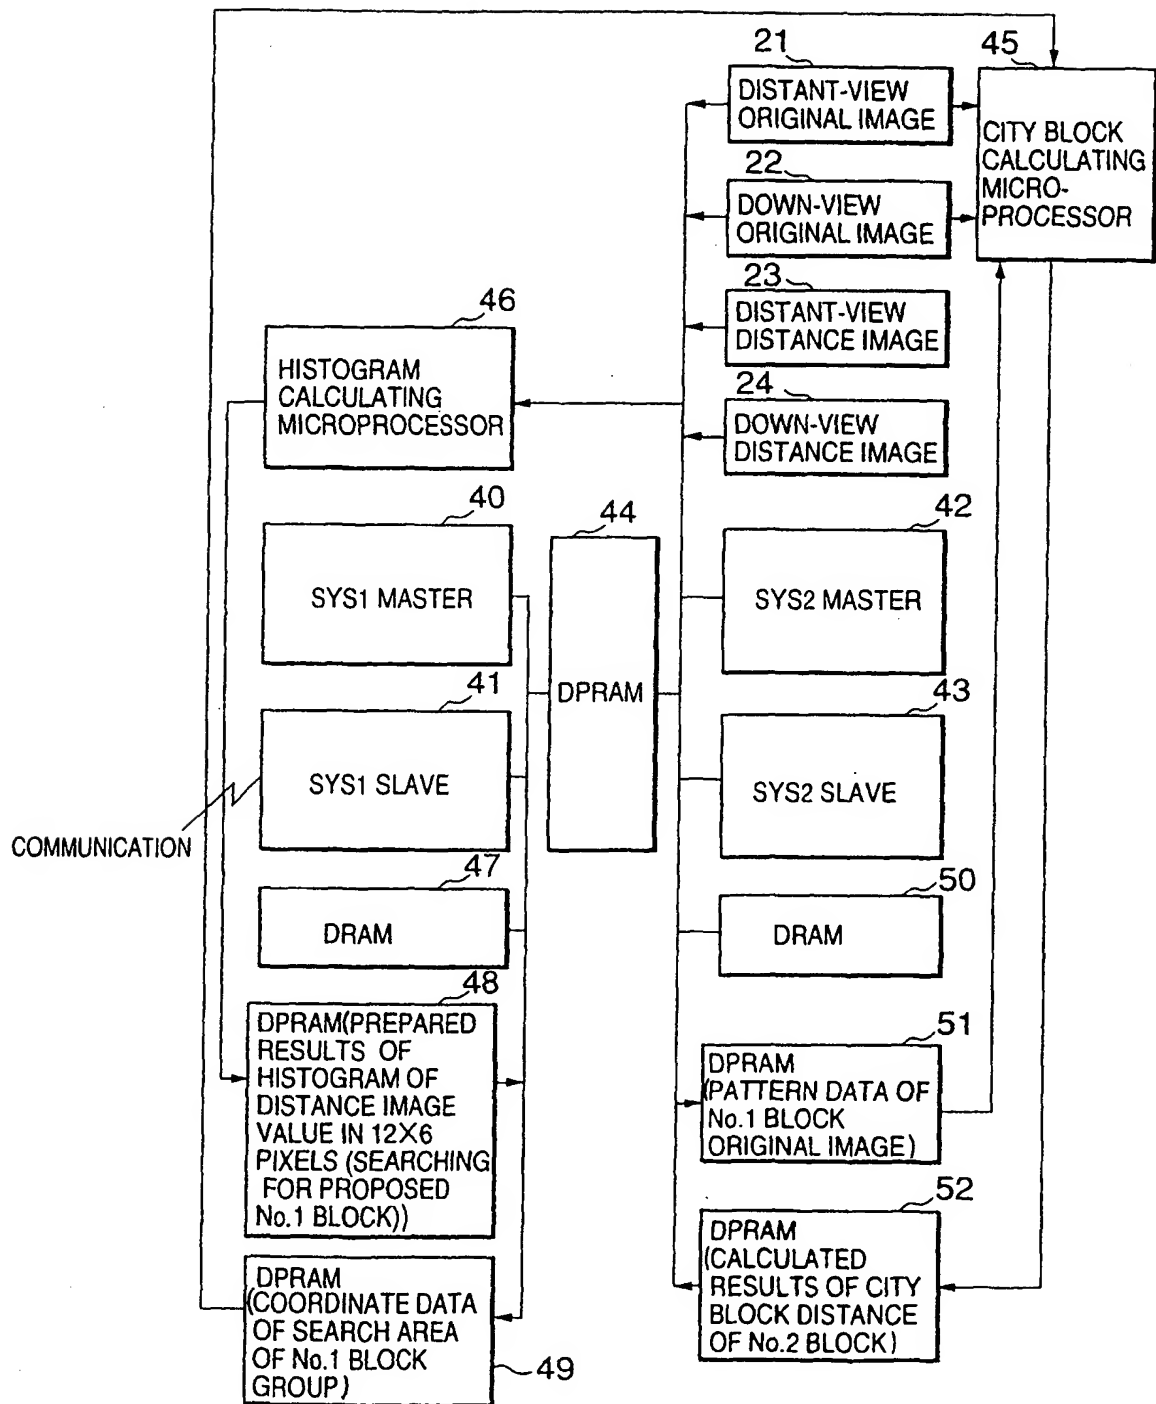 21
DISTANT-VIEW
ORIGINAL IMAGE
45
CITY BLOCK
CALCULATING
MICRO-
PROCESSOR
22
DOWN-VIEW
ORIGINAL IMAGE
23
DISTANT-VIEW
DISTANCE IMAGE
46
HISTOGRAM
CALCULATING
MICROPROCESSOR
24
DOWN-VIEW
DISTANCE IMAGE
40
SYS1 MASTER
44
DPRAM
42
SYS2 MASTER
41
SYS1 SLAVE
43
SYS2 SLAVE
COMMUNICATION
47
DRAM
50
DRAM
48
DPRAM(PREPARED
RESULTS OF
HISTOGRAM OF
DISTANCE IMAGE
VALUE IN 12×6
PIXELS (SEARCHING
FOR PROPOSED
No.1 BLOCK))
51
DPRAM
(PATTERN DATA OF
No.1 BLOCK
ORIGINAL IMAGE)
52
DPRAM
(CALCULATED
RESULTS OF CITY
BLOCK DISTANCE
OF No.2 BLOCK)
DPRAM
(COORDINATE DATA
OF SEARCH AREA
OF No.1 BLOCK
GROUP)
49